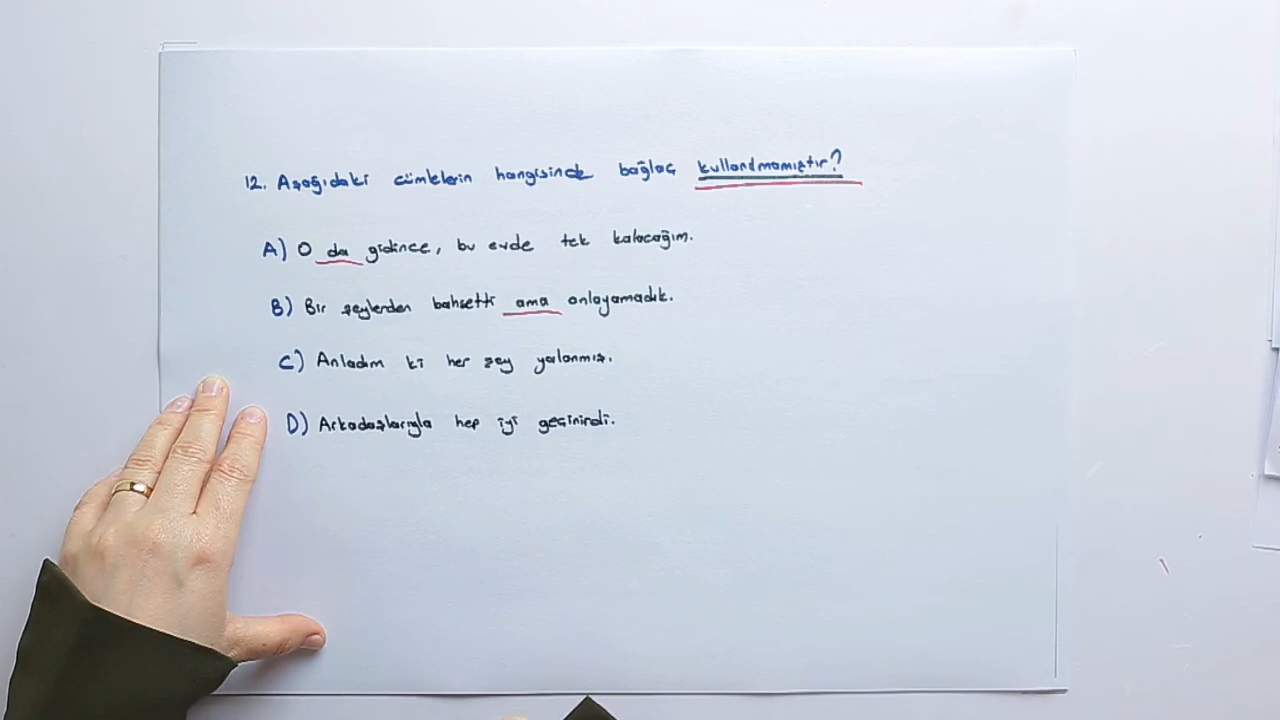 12. Aşağıdaki cümlelerin hangisinde bağlaç kullanılmamıştır?
A) O da gidince, bu evde tek kalacağım.
B) Bir şeylerden bahsetti ama anlayamadık.
C) Anladım ki her şey yalanmış.
D) Arkadaşlarıyla hep iyi geçinirdi.